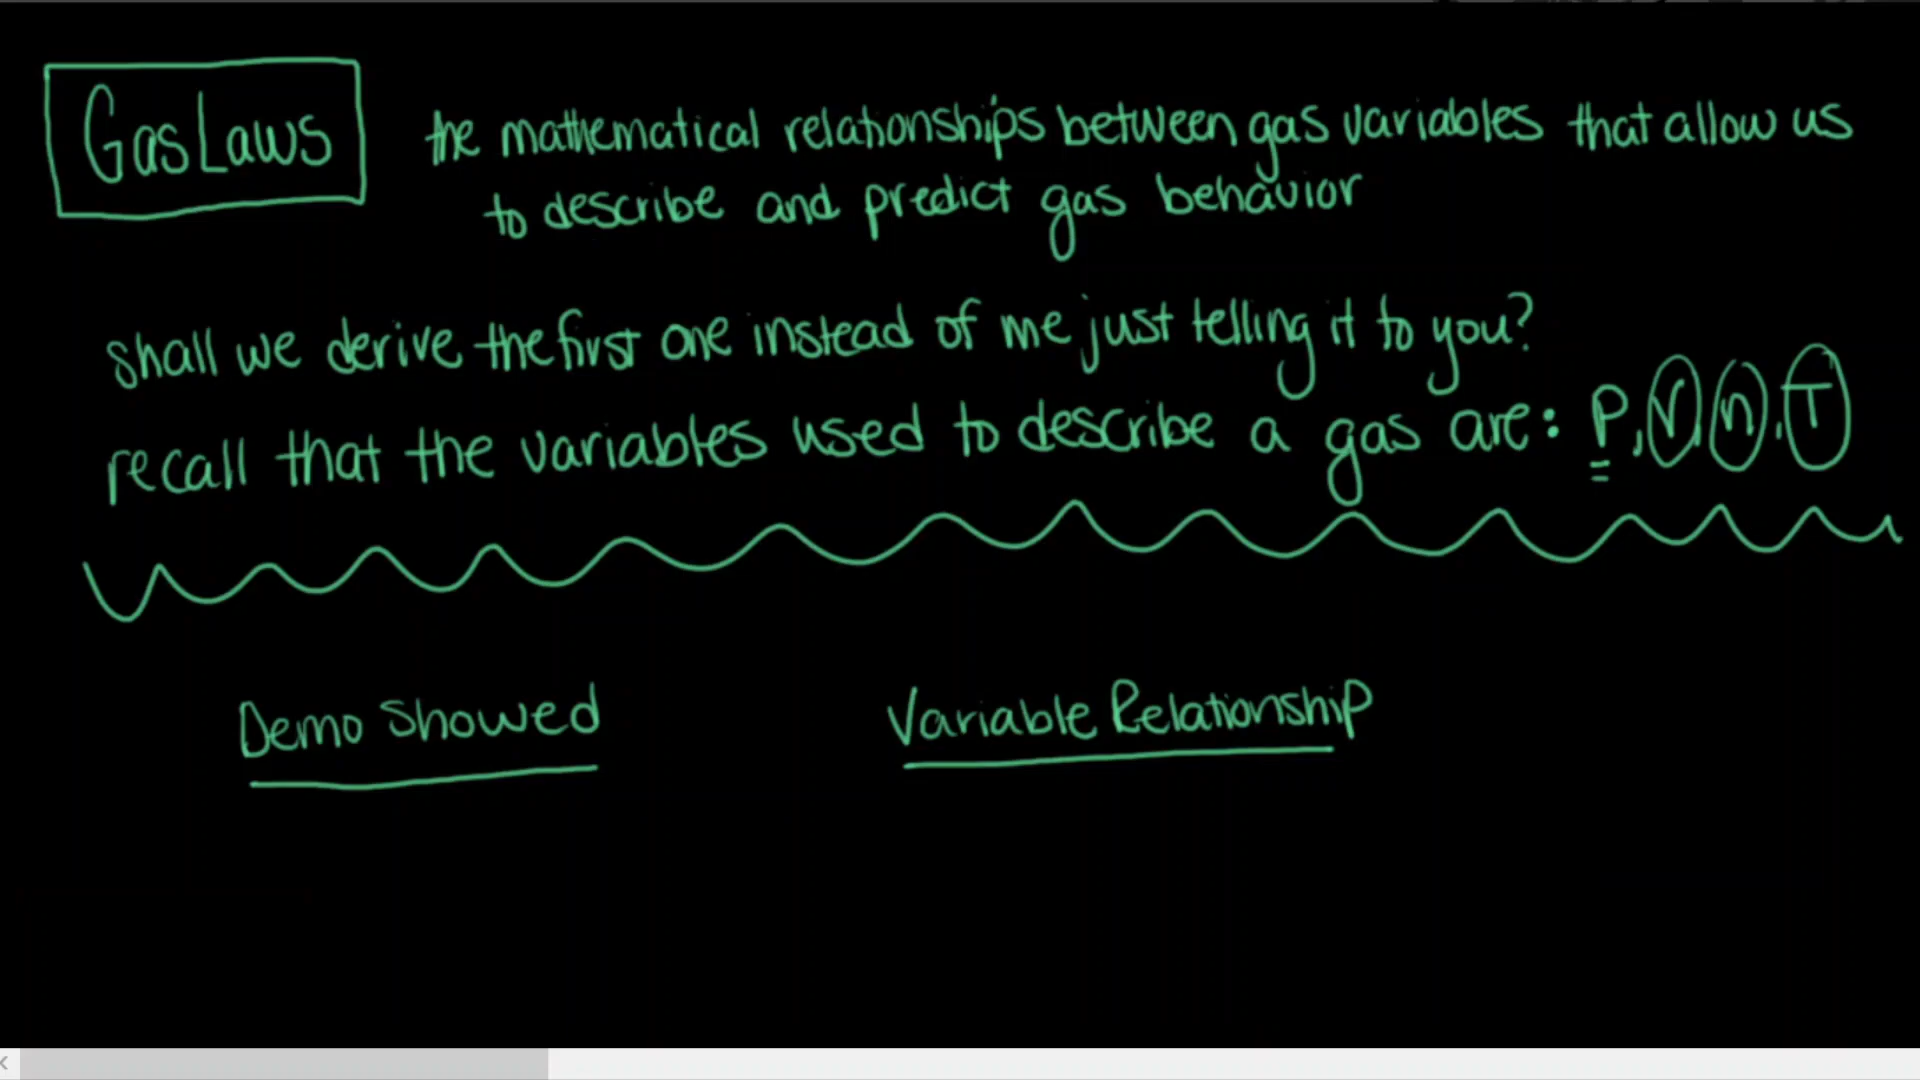 Gas Laws the mathematical relationships between gas variables that allow us
to describe and predict gas behavior
shall we derive the first one instead of me just telling it to you?
recall that the variables used to describe a gas are: P, V, n, T
Demo Showed Variable Relationship